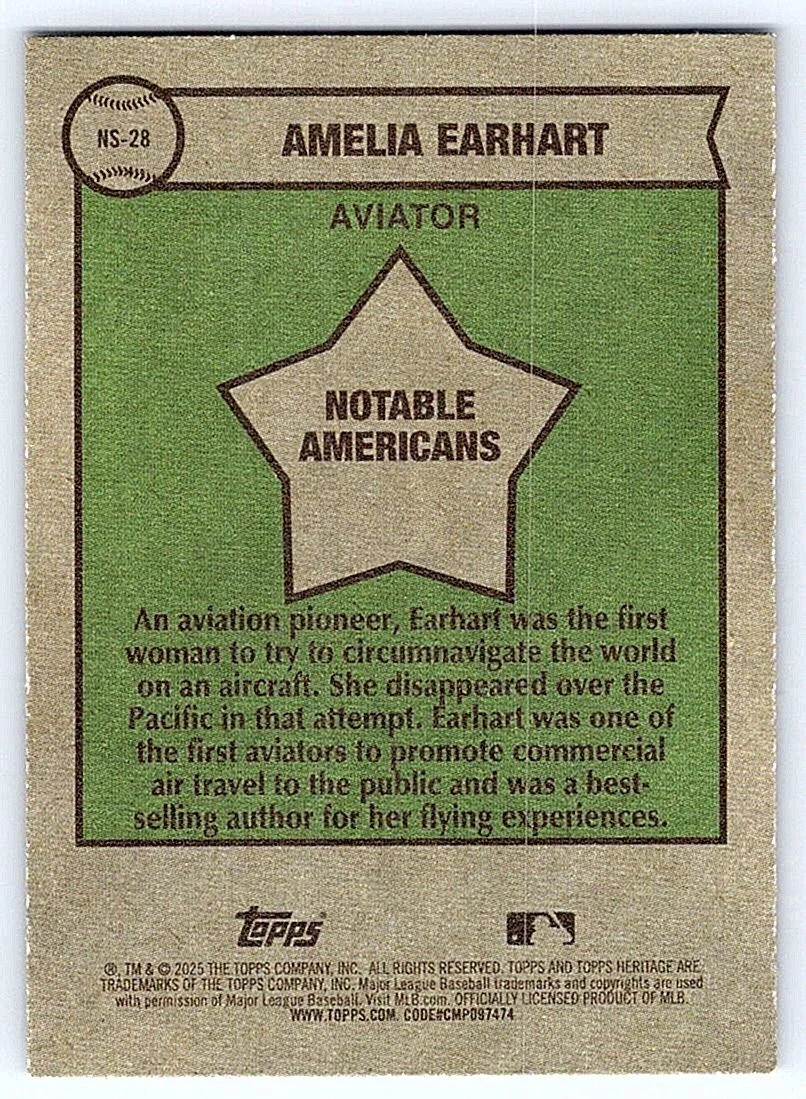 NS-28
AMELIA EARHART
AVIATOR
NOTABLE
AMERICANS
An aviation pioneer, Earhart was the first
woman to try to circumnavigate the world
on an aircraft. She disappeared over the
Pacific in that attempt. Earhart was one of
the first aviators to promote commercial
air travel to the public and was a best-
selling author for her flying experiences.
topps
®, TM & © 2025 THE TOPPS COMPANY, INC. ALL RIGHTS RESERVED. TOPPS AND TOPPS HERITAGE ARE
TRADEMARKS OF THE TOPPS COMPANY, INC. Major League Baseball trademarks and copyrights are used
with permission of Major League Baseball. Visit MLB.com. OFFICIALLY LICENSED PRODUCT OF MLB.
WWW.TOPPS.COM. CODE#CMP097474